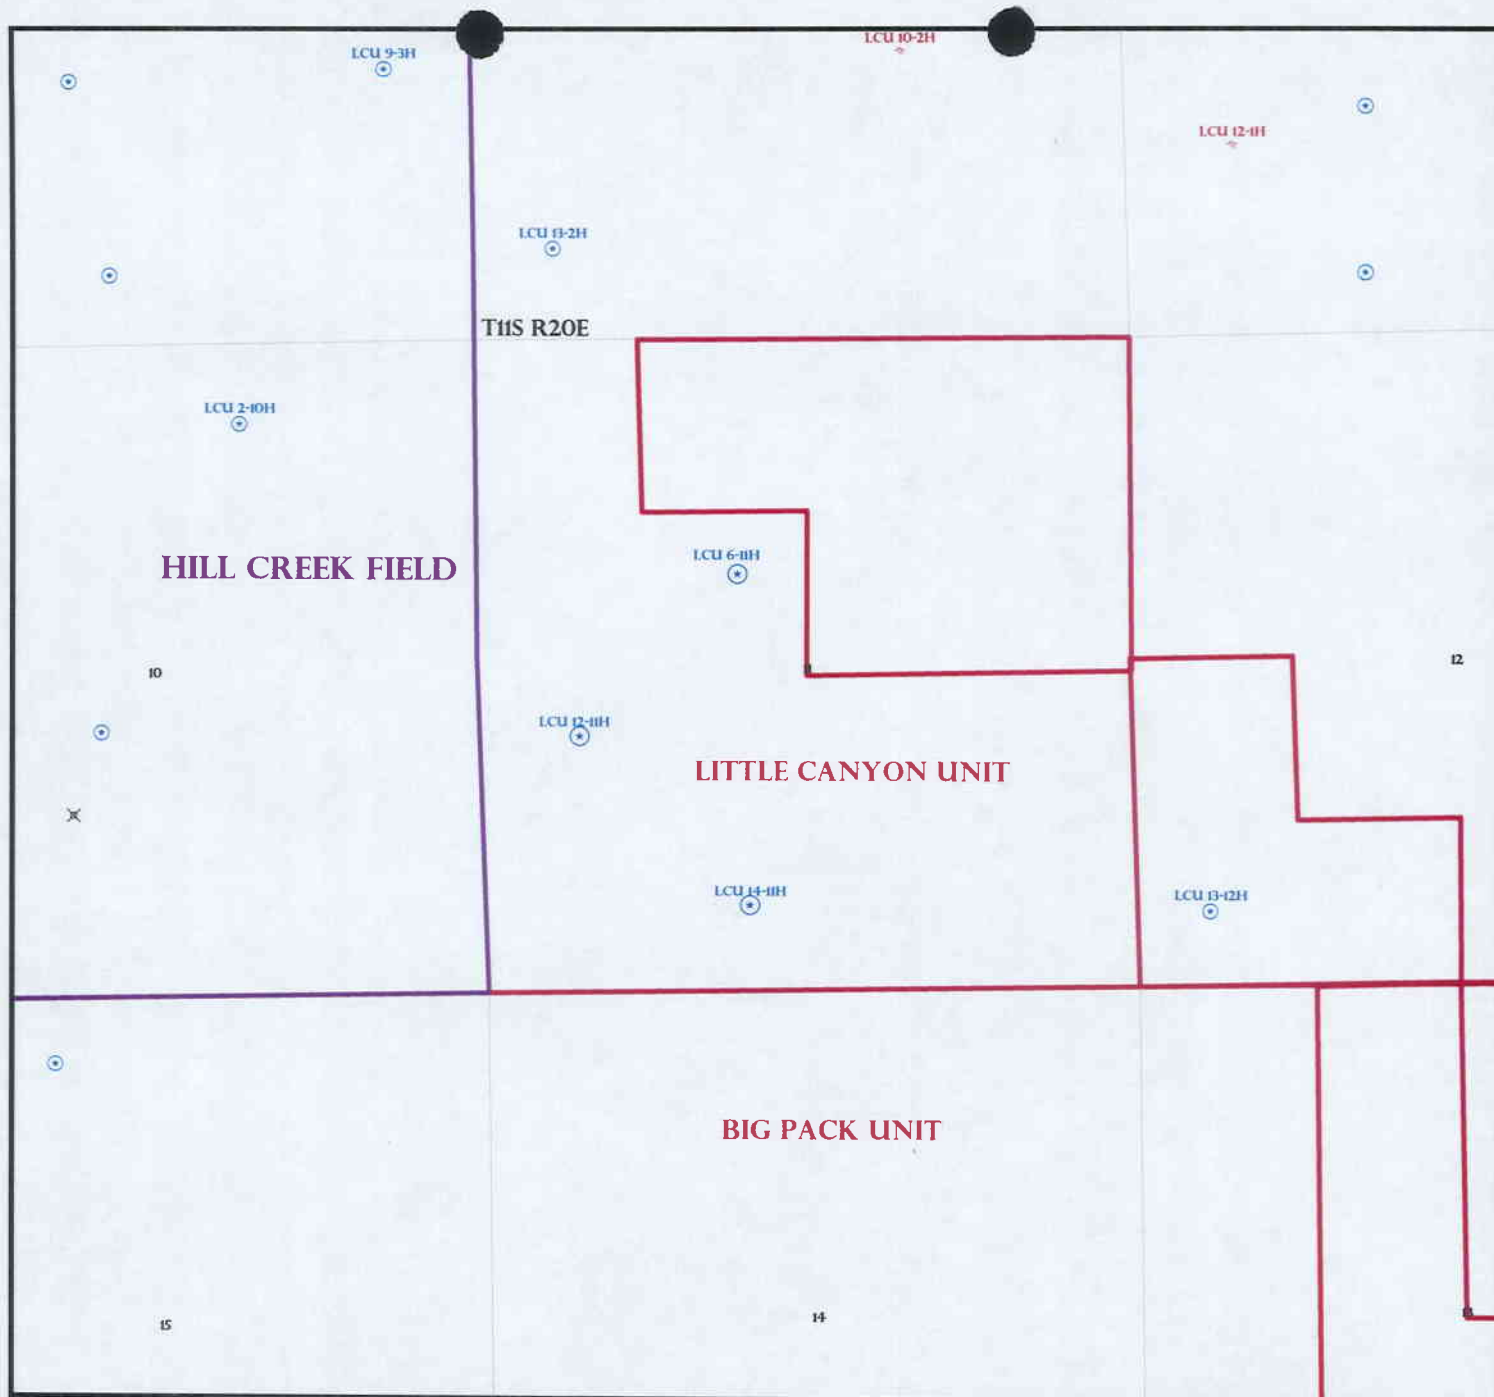 LCU 10-2H
LCU 9-3H
LCU 12-1H
LCU 13-2H
T11S R20E
LCU 2-10H
LCU 6-11H
HILL CREEK FIELD
10
11
12
LCU 12-11H
LITTLE CANYON UNIT
LCU 14-11H
LCU 13-12H
BIG PACK UNIT
15
14
13